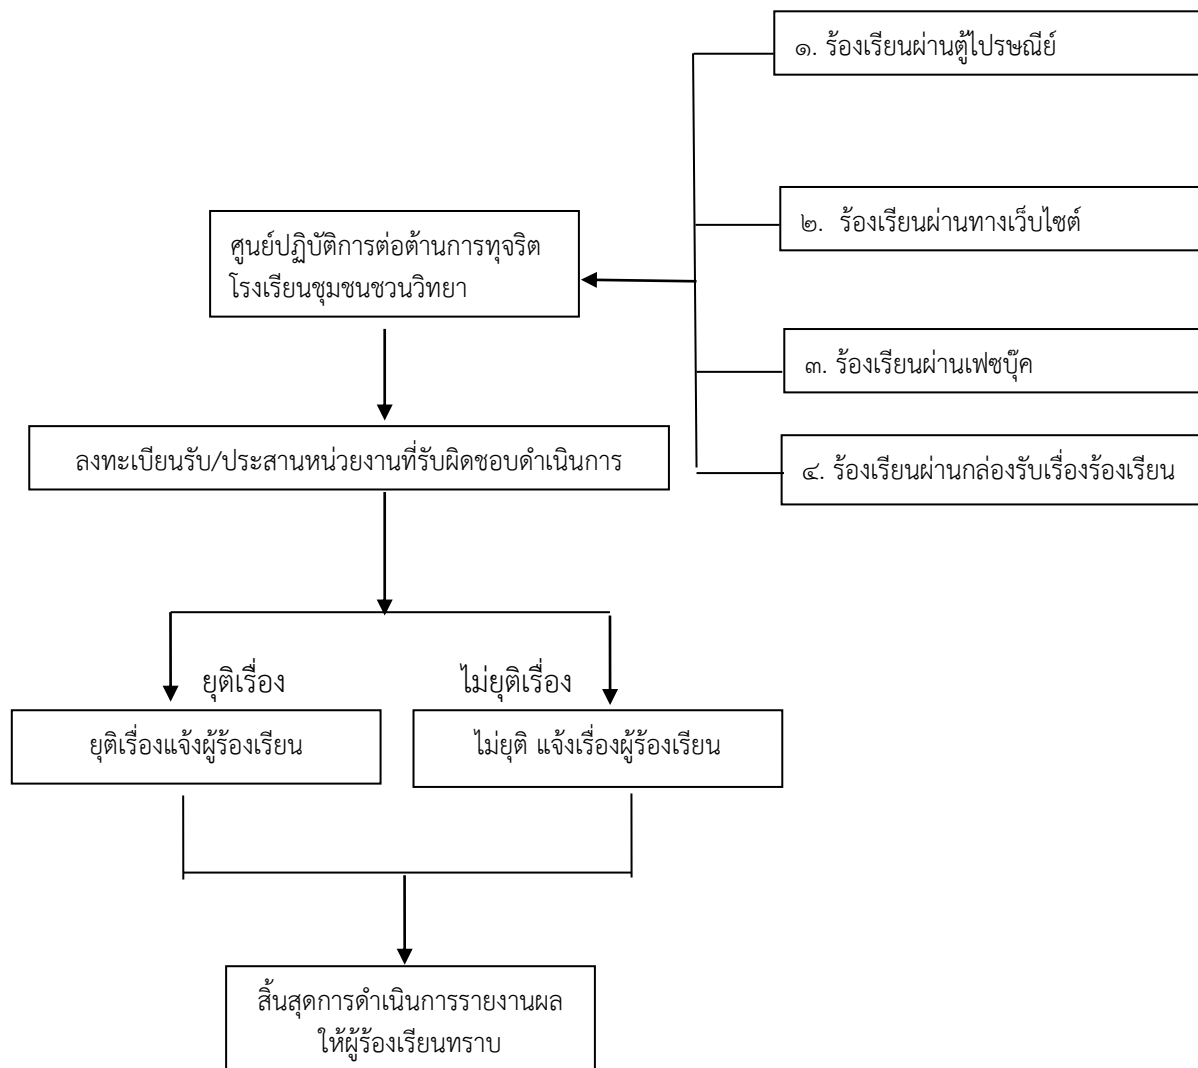 ๑. ร้องเรียนผ่านตู้ไปรษณีย์
๒. ร้องเรียนผ่านทางเว็บไซต์
ศูนย์ปฏิบัติการต่อต้านการทุจริต
โรงเรียนชุมชนชวนวิทยา
๓. ร้องเรียนผ่านเฟซบุ๊ค
ลงทะเบียนรับ/ประสานหน่วยงานที่รับผิดชอบดำเนินการ
๔. ร้องเรียนผ่านกล่องรับเรื่องร้องเรียน
ยุติเรื่อง
ไม่ยุติเรื่อง
ยุติเรื่องแจ้งผู้ร้องเรียน
ไม่ยุติ แจ้งเรื่องผู้ร้องเรียน
สิ้นสุดการดำเนินการรายงานผล
ให้ผู้ร้องเรียนทราบ